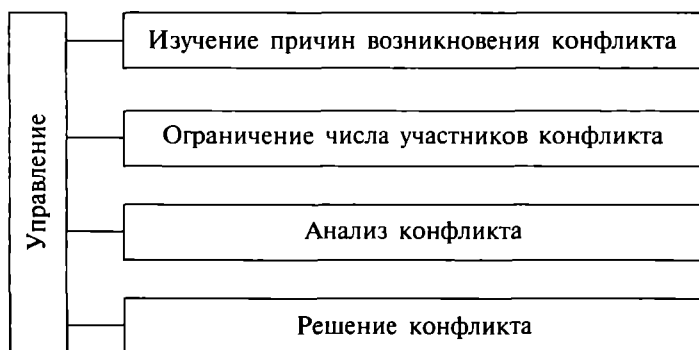 Управление
Изучение причин возникновения конфликта
Ограничение числа участников конфликта
Анализ конфликта
Решение конфликта